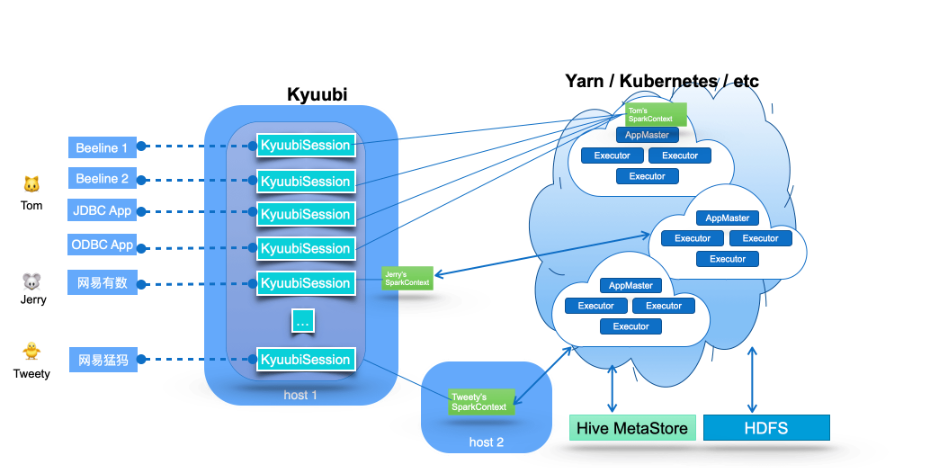 Kyuubi
Yarn / Kubernetes / etc
Beeline 1
Beeline 2
JDBC App
ODBC App
网易有数
网易猛犸
Tom
Jerry
Tweety
KyuubiSession
KyuubiSession
KyuubiSession
KyuubiSession
KyuubiSession
...
KyuubiSession
host 1
Jerry's
SparkContext
Tweety's
SparkContext
host 2
Tom's
SparkContext
AppMaster
Executor
Executor
Executor
AppMaster
Executor
Executor
Executor
AppMaster
Executor
Executor
Executor
Hive MetaStore
HDFS